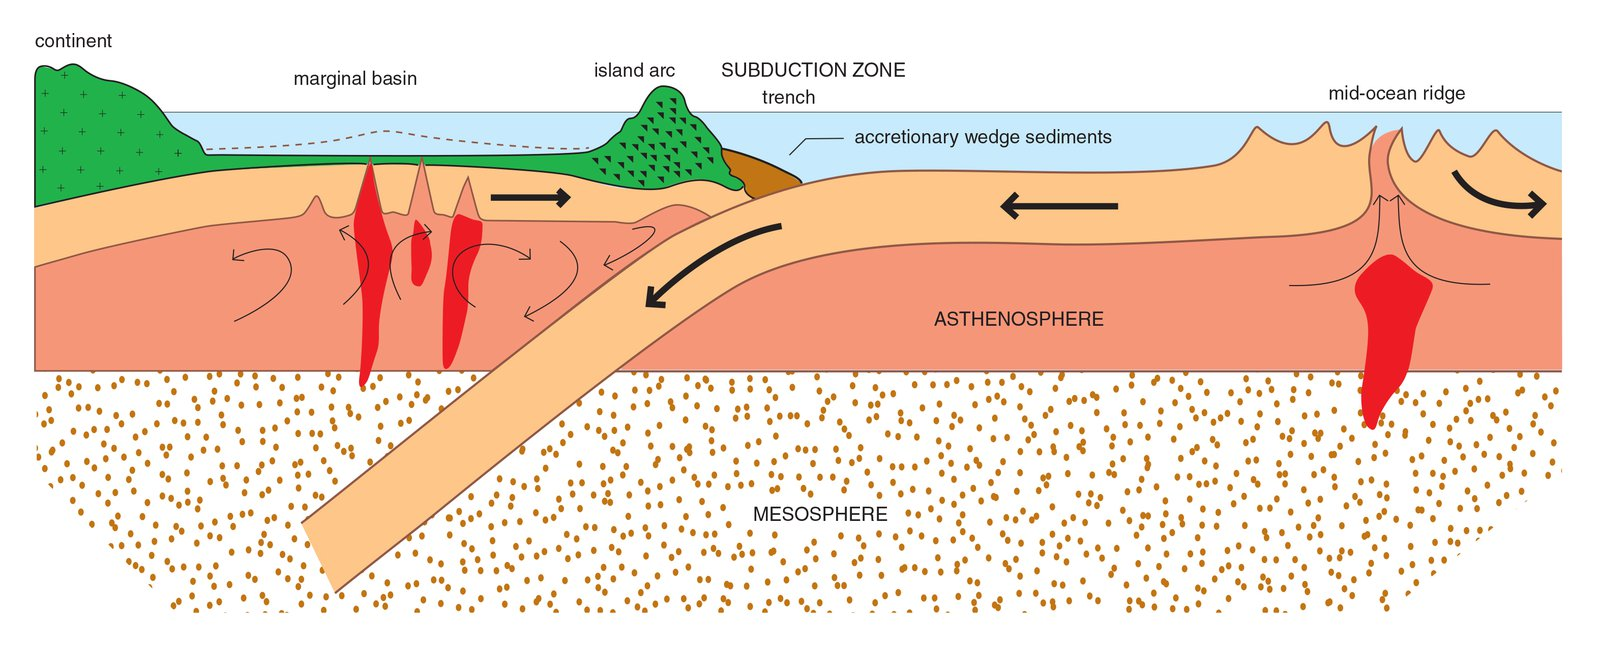 continent
marginal basin
island arc
SUBDUCTION ZONE
trench
mid-ocean ridge
accretionary wedge sediments
ASTHENOSPHERE
MESOSPHERE